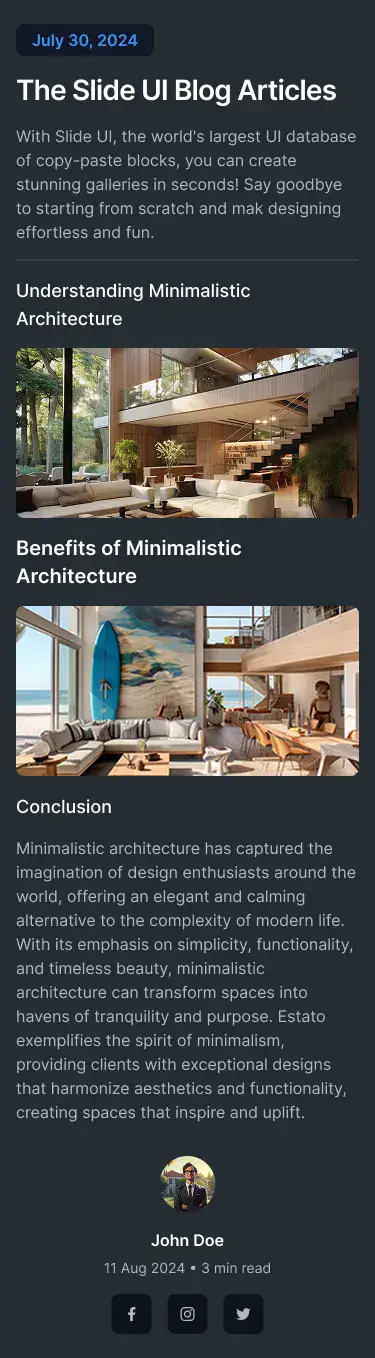 July 30, 2024
The Slide UI Blog Articles
With Slide UI, the world's largest UI database
of copy-paste blocks, you can create
stunning galleries in seconds! Say goodbye
to starting from scratch and mak designing
effortless and fun.
Understanding Minimalistic
Architecture
Benefits of Minimalistic
Architecture
Conclusion
Minimalistic architecture has captured the
imagination of design enthusiasts around the
world, offering an elegant and calming
alternative to the complexity of modern life.
With its emphasis on simplicity, functionality,
and timeless beauty, minimalistic
architecture can transform spaces into
havens of tranquility and purpose. Estato
exemplifies the spirit of minimalism,
providing clients with exceptional designs
that harmonize aesthetics and functionality,
creating spaces that inspire and uplift.
John Doe
11 Aug 2024 • 3 min read